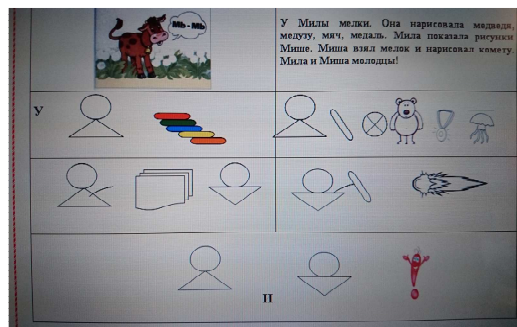 Мь - Мь
У Милы мелки. Она нарисовала медведя,
медузу, мяч, медаль. Мила показала рисунки
Мише. Миша взял мелок и нарисовал комету.
Мила и Миша молодцы!
У
П